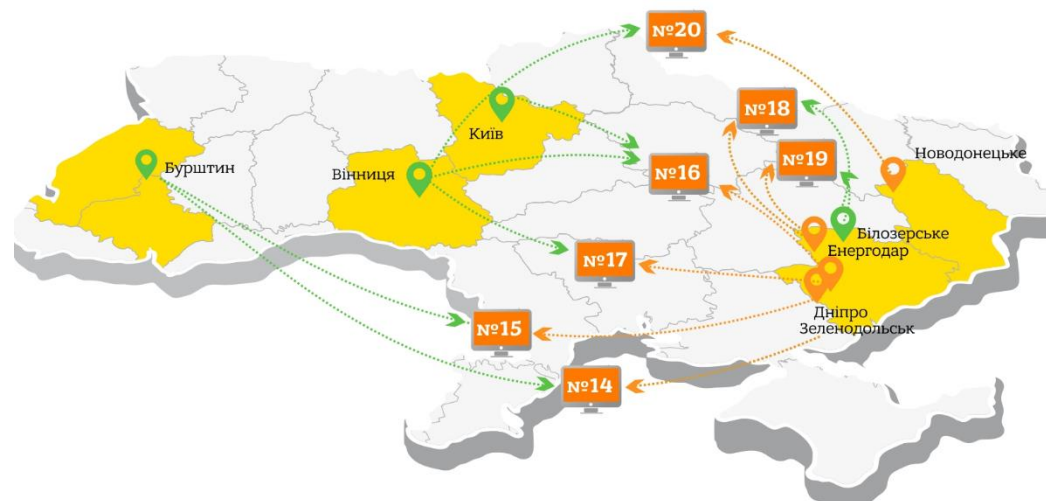 №20
№18
Київ
№19
Новодонецьке
Бурштин
Вінниця
№16
Білозерське
Енергодар
№17
Дніпро
Зеленодольськ
№15
№14